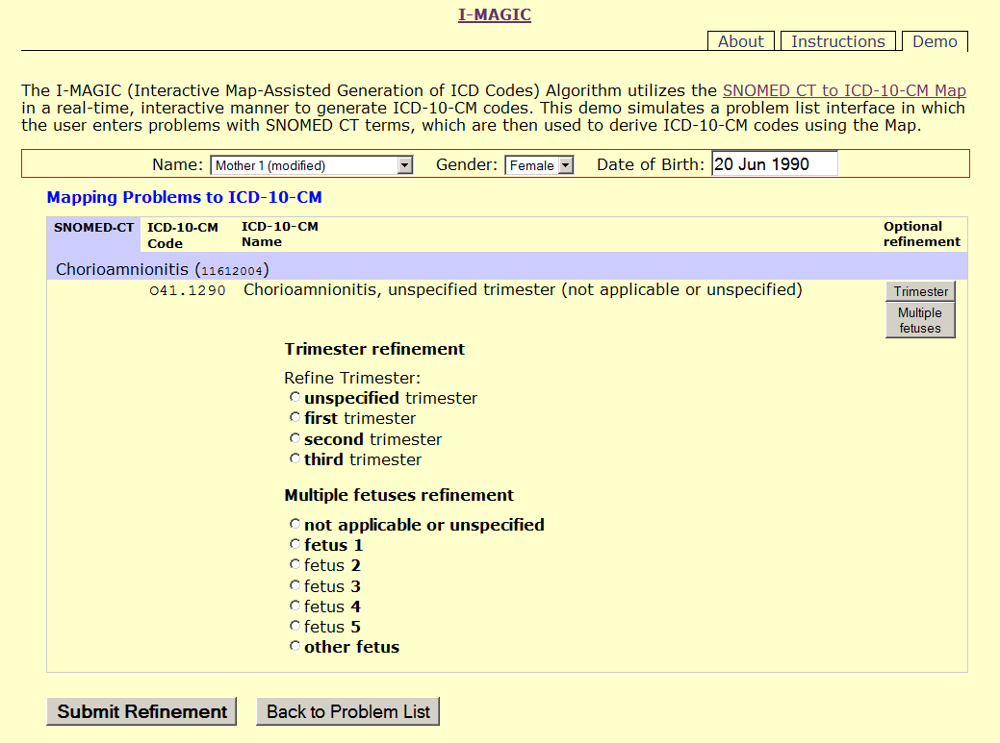 I-MAGIC
About Instructions Demo
The I-MAGIC (Interactive Map-Assisted Generation of ICD Codes) Algorithm utilizes the SNOMED CT to ICD-10-CM Map
in a real-time, interactive manner to generate ICD-10-CM codes. This demo simulates a problem list interface in which
the user enters problems with SNOMED CT terms, which are then used to derive ICD-10-CM codes using the Map.
Name: Mother 1 (modified) Gender: Female Date of Birth: 20 Jun 1990
Mapping Problems to ICD-10-CM
SNOMED-CT ICD-10-CM ICD-10-CM Optional
Code Name refinement
Chorioamnionitis (11612004)
O41.1290 Chorioamnionitis, unspecified trimester (not applicable or unspecified) Trimester
Multiple
fetuses
Trimester refinement
Refine Trimester:
unspecified trimester
first trimester
second trimester
third trimester
Multiple fetuses refinement
not applicable or unspecified
fetus 1
fetus 2
fetus 3
fetus 4
fetus 5
other fetus
Submit Refinement Back to Problem List